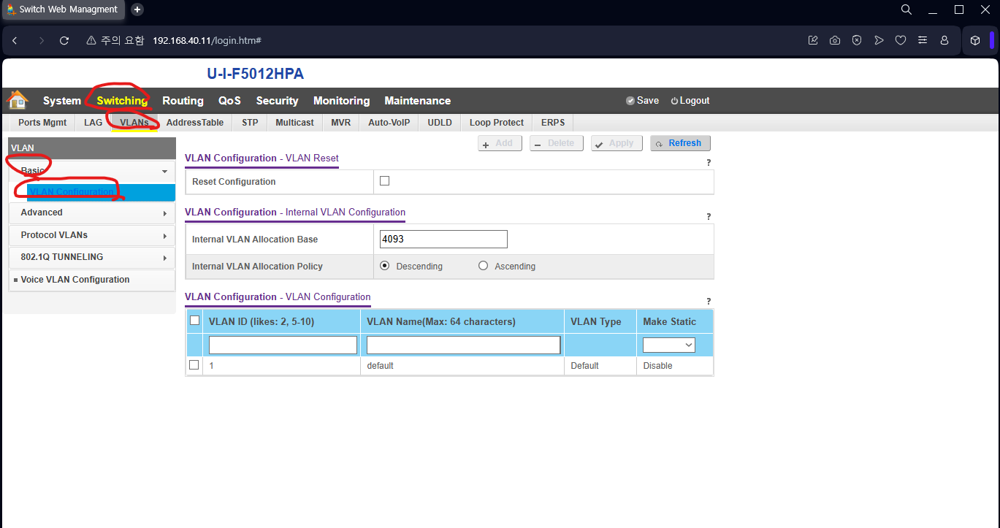 Switch Web Managment
주의 요함 192.168.40.11/login.htm#
U-I-F5012HPA
System Switching Routing QoS Security Monitoring Maintenance Save Logout
Ports Mgmt LAG VLANs AddressTable STP Multicast MVR Auto-VoIP UDLD Loop Protect ERPS
VLAN
Basic
VLAN Configuration
Advanced
Protocol VLANs
802.1Q TUNNELING
Voice VLAN Configuration
Add Delete Apply Refresh
VLAN Configuration - VLAN Reset ?
Reset Configuration
VLAN Configuration - Internal VLAN Configuration ?
Internal VLAN Allocation Base 4093
Internal VLAN Allocation Policy Descending Ascending
VLAN Configuration - VLAN Configuration ?
VLAN ID (likes: 2, 5-10) VLAN Name(Max: 64 characters) VLAN Type Make Static
1 default Default Disable